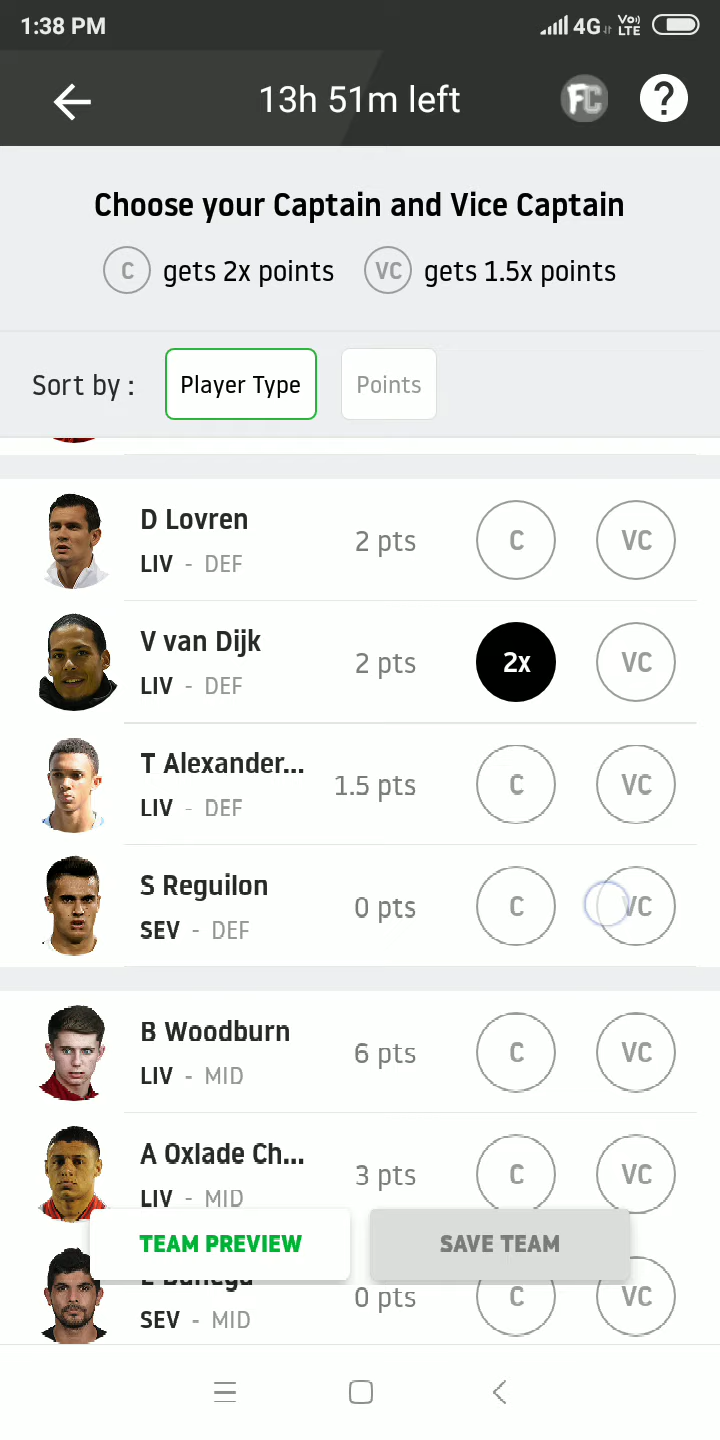 1:38 PM
4G Vo) LTE
13h 51m left
FC
?
Choose your Captain and Vice Captain
C gets 2x points VC gets 1.5x points
Sort by : Player Type Points
D Lovren
LIV - DEF
2 pts C VC
V van Dijk
LIV - DEF
2 pts 2x VC
T Alexander...
LIV - DEF
1.5 pts C VC
S Reguilon
SEV - DEF
0 pts C VC
B Woodburn
LIV - MID
6 pts C VC
A Oxlade Ch...
LIV - MID
3 pts C VC
TEAM PREVIEW SAVE TEAM
SEV - MID
0 pts C VC